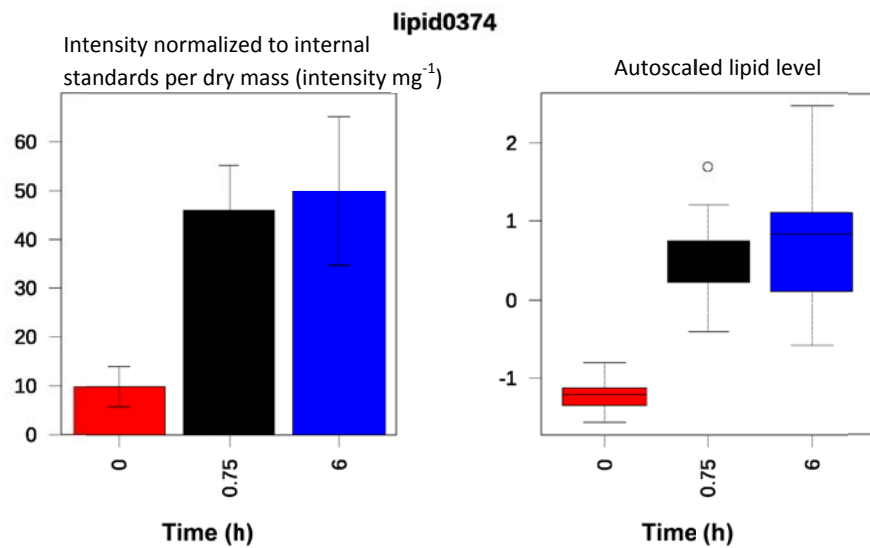 lipid0374
Intensity normalized to internal
standards per dry mass (intensity mg⁻¹)
60
50
40
30
20
10
0
0
0.75
6
Time (h)
Autoscaled lipid level
2
1
0
-1
0
0.75
6
Time (h)